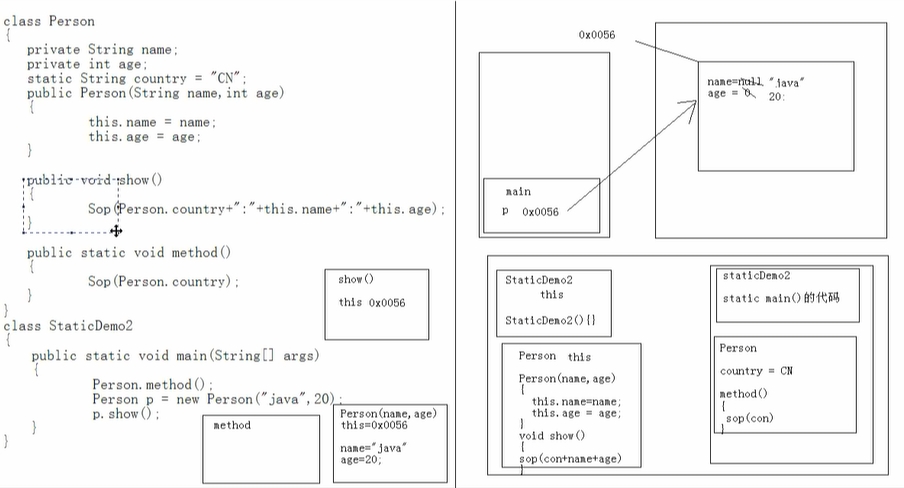 class Person
{
private String name;
private int age;
static String country = "CN";
public Person(String name,int age)
{
this.name = name;
this.age = age;
}
public void show()
{
Sop(Person.country+":"+this.name+":"+this.age);
}
public static void method()
{
Sop(Person.country);
}
}
class StaticDemo2
{
public static void main(String[] args)
{
Person.method();
Person p = new Person("java",20);
p.show();
}
}
show()
this 0x0056
method
Person(name,age)
this=0x0056
name="java"
age=20;
0x0056
name=null "java"
age = 0 20;
main
p 0x0056
StaticDemo2
this
StaticDemo2(){}
Person this
Person(name,age)
{
this.name=name;
this.age = age;
}
void show()
{
sop(con+name+age)
}
staticDemo2
static main()的代码
Person
country = CN
method()
{
sop(con)
}